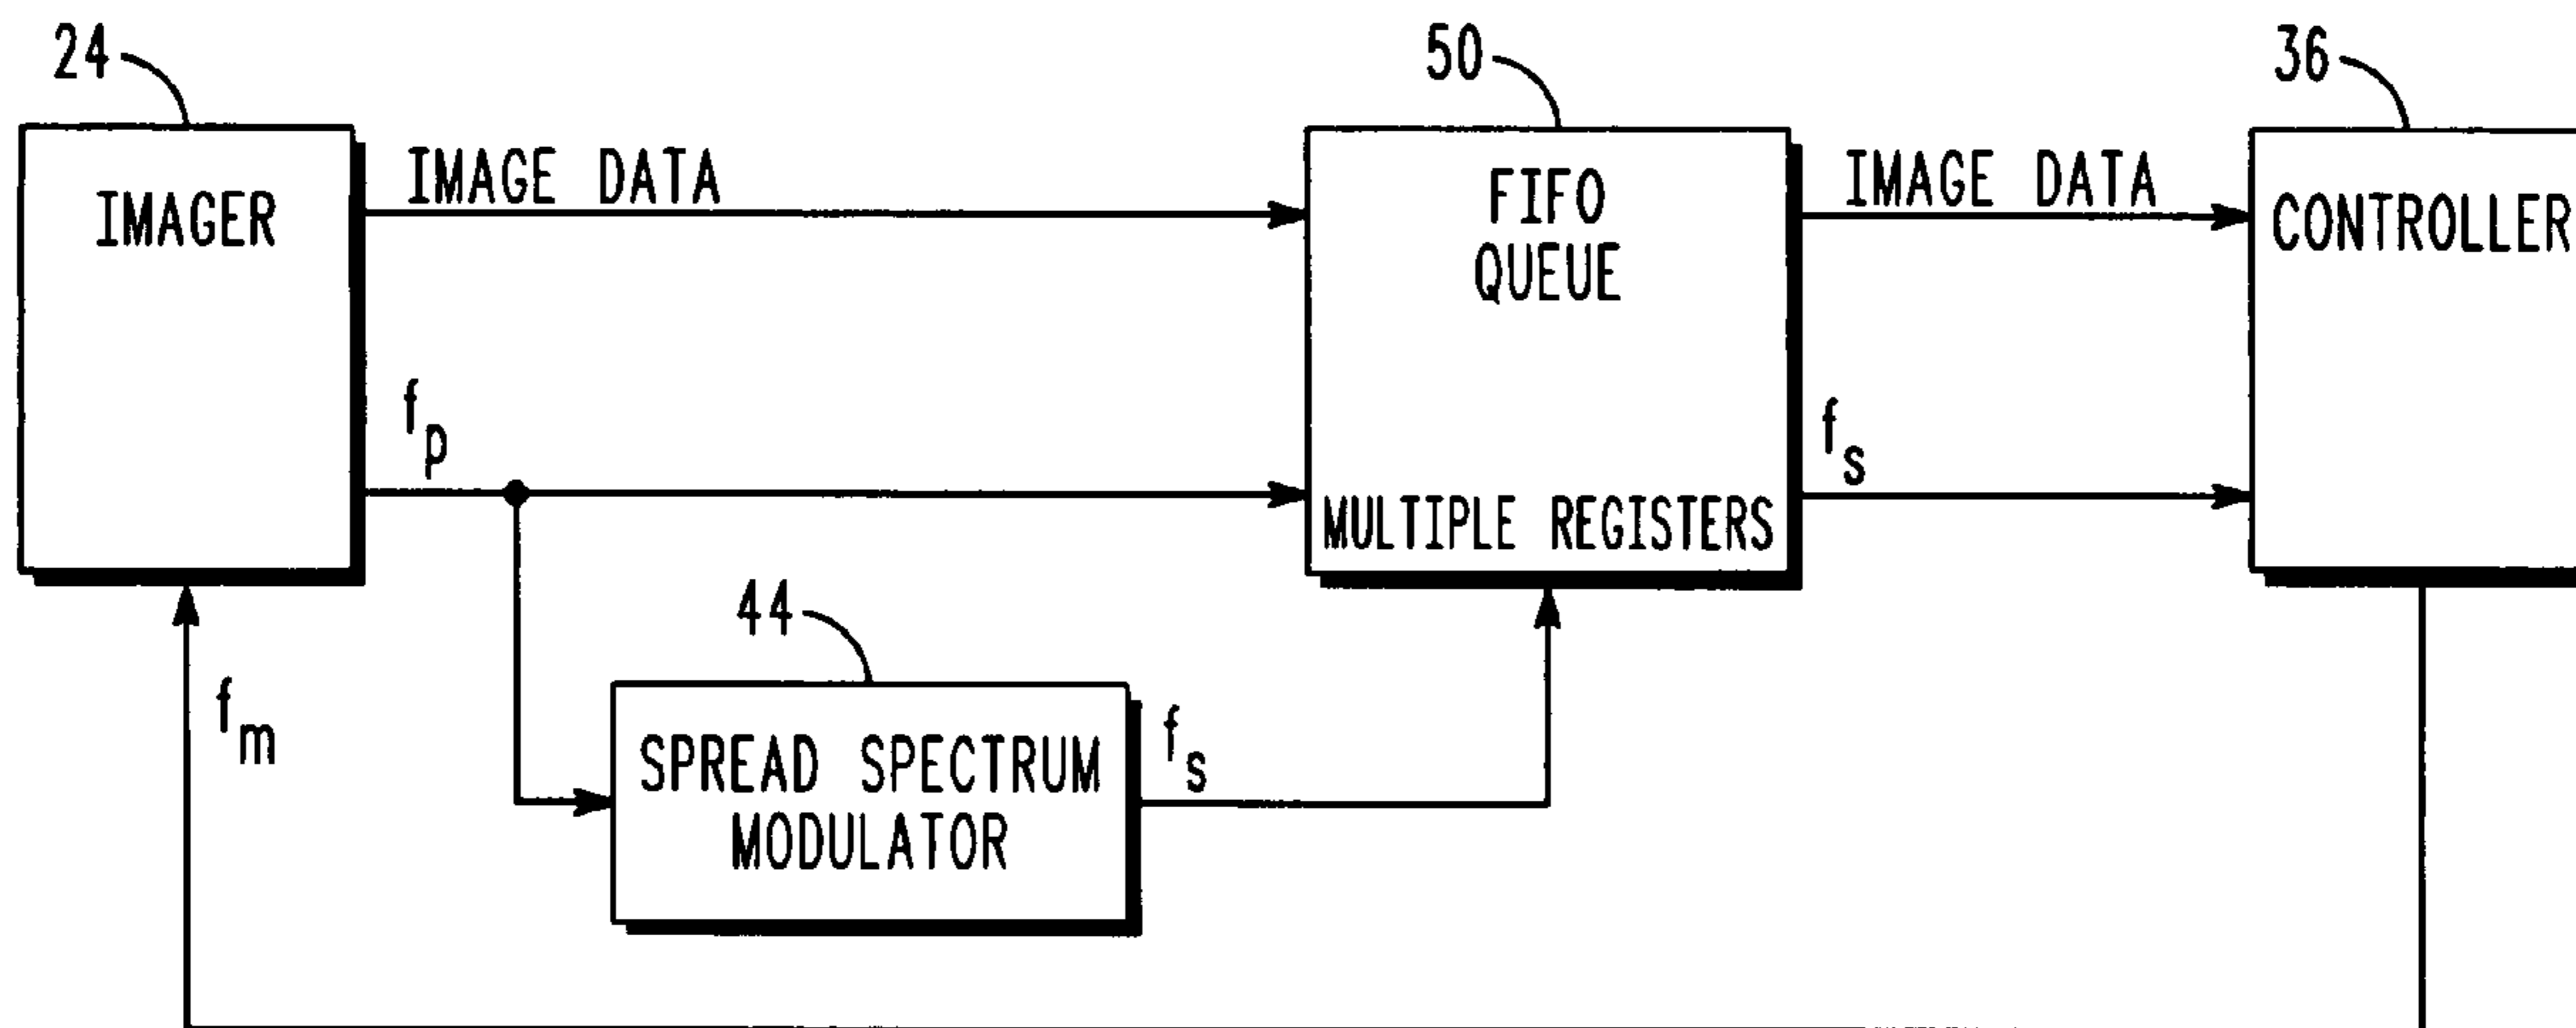 24
50
36
IMAGER
IMAGE DATA
FIFO
QUEUE
MULTIPLE REGISTERS
IMAGE DATA
CONTROLLER
fp
fs
44
fm
SPREAD SPECTRUM
MODULATOR
fs